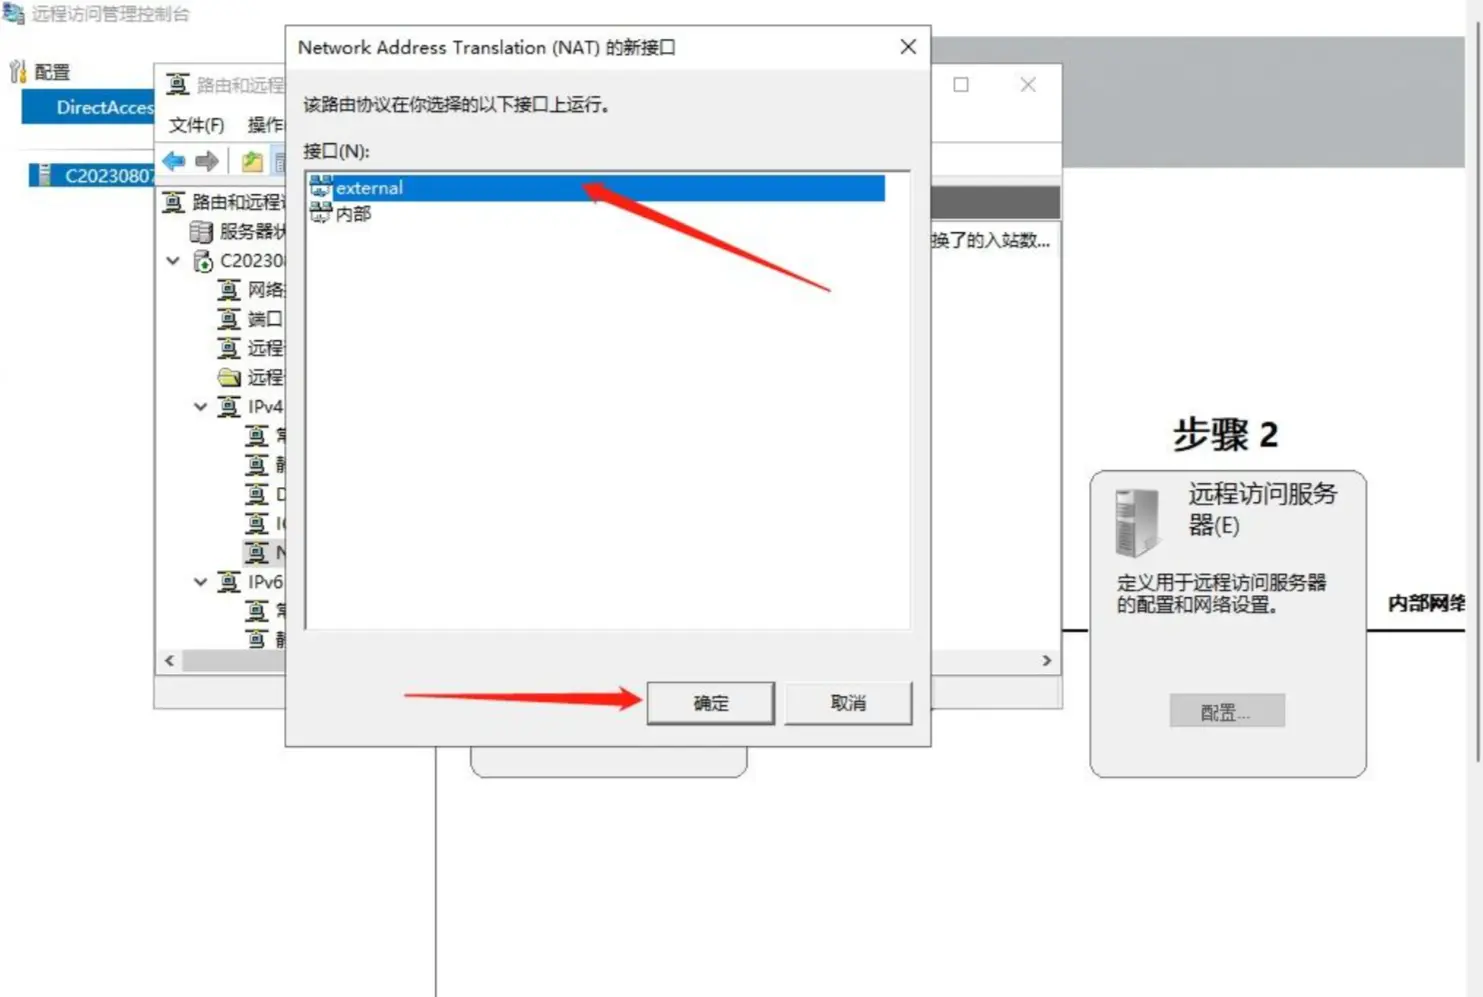 远程访问管理控制台
配置
DirectAcces
C2023080
路由和远程
文件(F) 操作
路由和远程
服务器状
C20230
网络
端口
远程
远程
IPv4
IPv6
Network Address Translation (NAT) 的新接口
该路由协议在你选择的以下接口上运行。
接口(N):
external
内部
确定 取消
换了的入站数...
步骤 2
远程访问服务
器(E)
定义用于远程访问服务器
的配置和网络设置。
配置...
内部网络